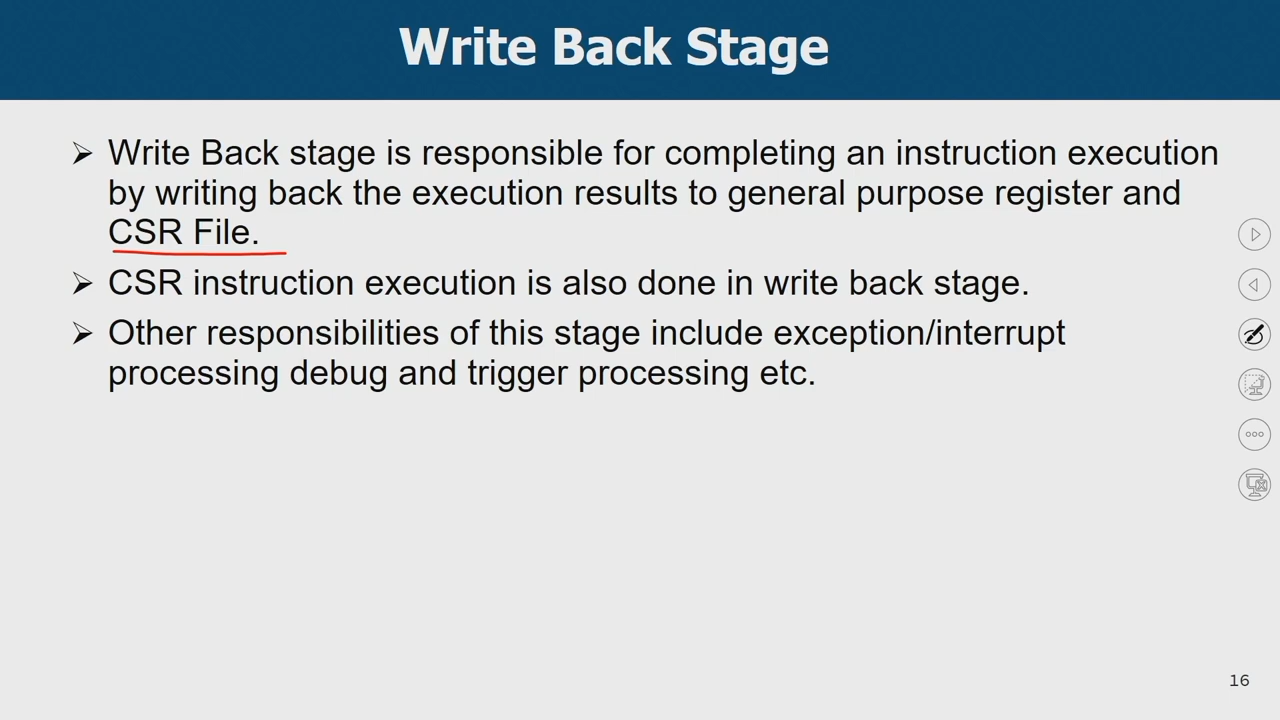 Write Back Stage
Write Back stage is responsible for completing an instruction execution
by writing back the execution results to general purpose register and
CSR File.
CSR instruction execution is also done in write back stage.
Other responsibilities of this stage include exception/interrupt
processing debug and trigger processing etc.
16